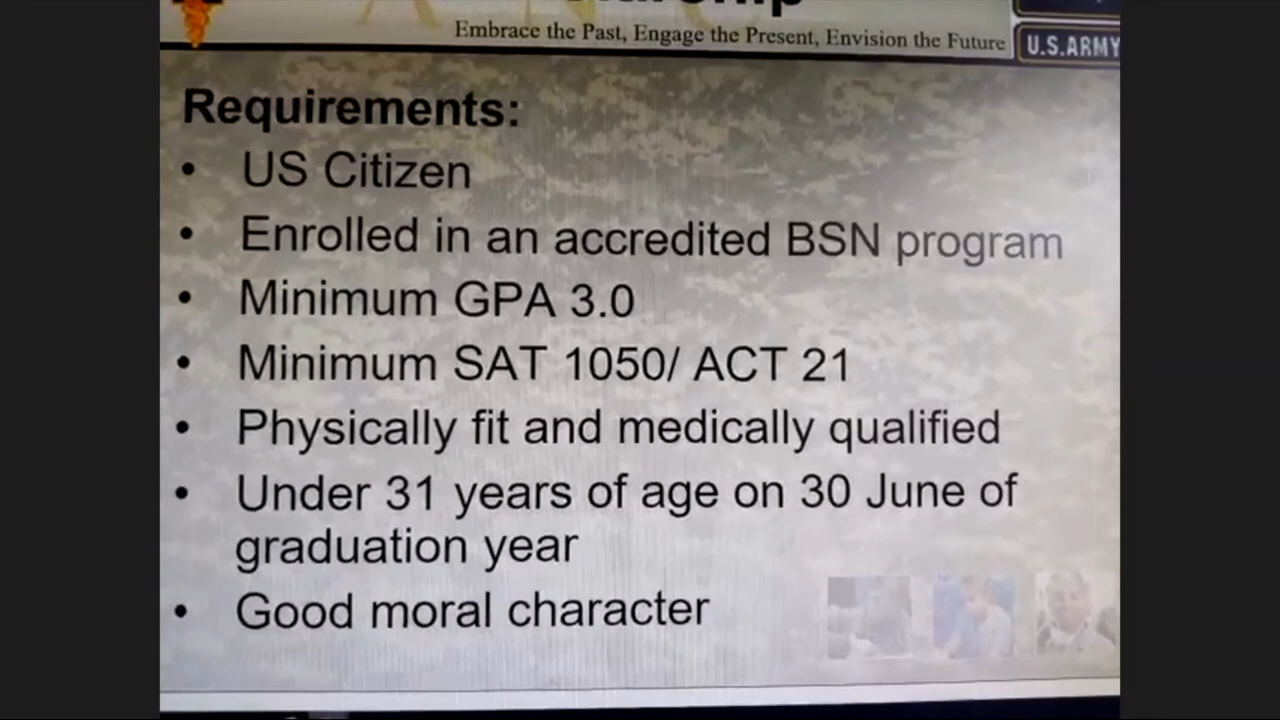 Embrace the Past, Engage the Present, Envision the Future
U.S.ARMY
Requirements:
• US Citizen
• Enrolled in an accredited BSN program
• Minimum GPA 3.0
• Minimum SAT 1050/ ACT 21
• Physically fit and medically qualified
• Under 31 years of age on 30 June of
graduation year
• Good moral character